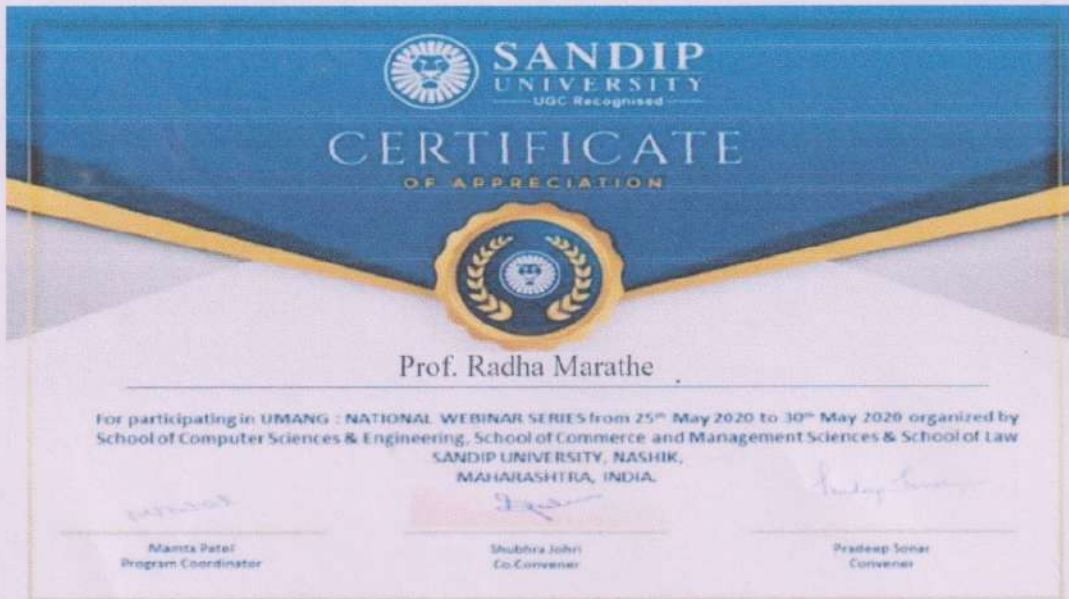 SANDIP
UNIVERSITY
UGC Recognised
CERTIFICATE
OF APPRECIATION
Prof. Radha Marathe
For participating in UMANG : NATIONAL WEBINAR SERIES from 25th May 2020 to 30th May 2020 organized by
School of Computer Sciences & Engineering, School of Commerce and Management Sciences & School of Law
SANDIP UNIVERSITY, NASHIK,
MAHARASHTRA, INDIA.
Mamta Patel
Program Coordinator
Shubhra Johri
Co-Convener
Pradeep Sonar
Convener